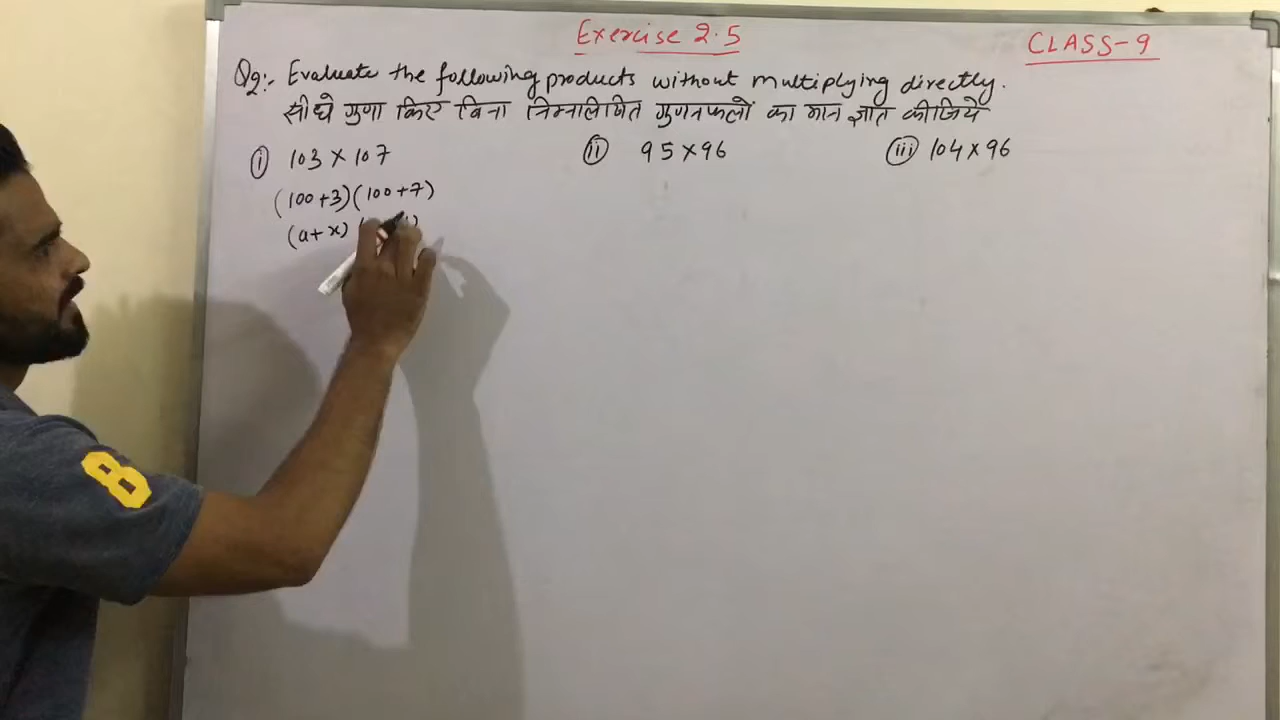 Exercise 2.5
CLASS-9
Q2:- Evaluate the following products without multiplying directly.
सीधे गुणा किए बिना निम्नलिखित गुणनफलों का मान ज्ञात कीजिये
(i) 103 × 107
(ii) 95 × 96
(iii) 104 × 96
(100+3)(100+7)
(a+x)
8